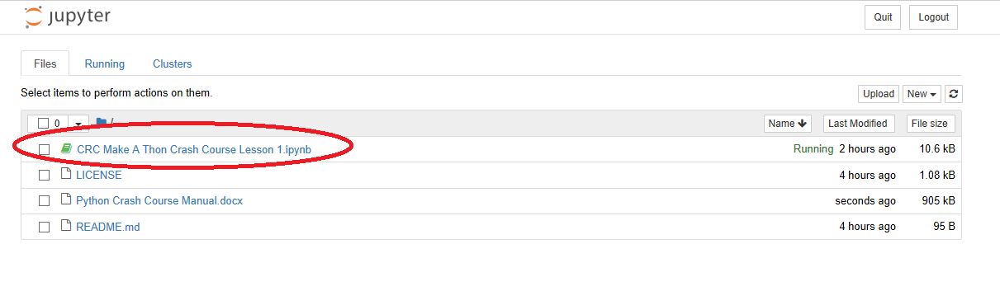 jupyter Quit Logout
Files Running Clusters
Select items to perform actions on them. Upload New
0 / Name Last Modified File size
CRC Make A Thon Crash Course Lesson 1.ipynb Running 2 hours ago 10.6 kB
LICENSE 4 hours ago 1.08 kB
Python Crash Course Manual.docx seconds ago 905 kB
README.md 4 hours ago 95 B